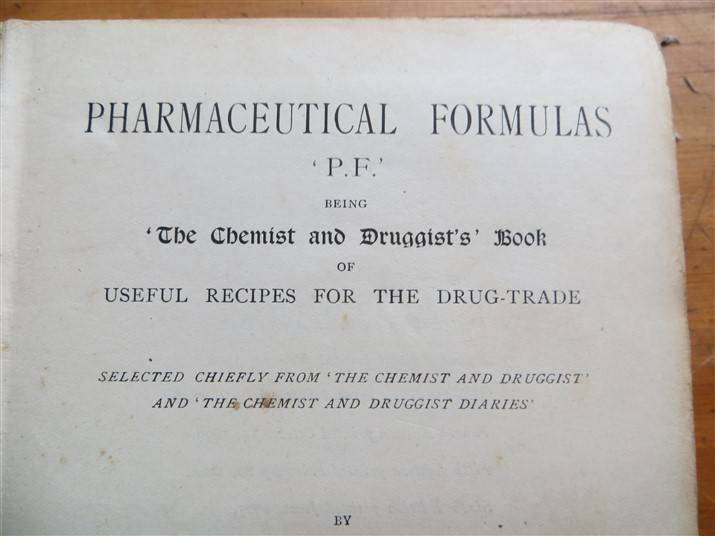 PHARMACEUTICAL FORMULAS
‘P.F.’
BEING
‘The Chemist and Druggist's’ Book
OF
USEFUL RECIPES FOR THE DRUG-TRADE
SELECTED CHIEFLY FROM ‘THE CHEMIST AND DRUGGIST’
AND ‘THE CHEMIST AND DRUGGIST DIARIES’
BY